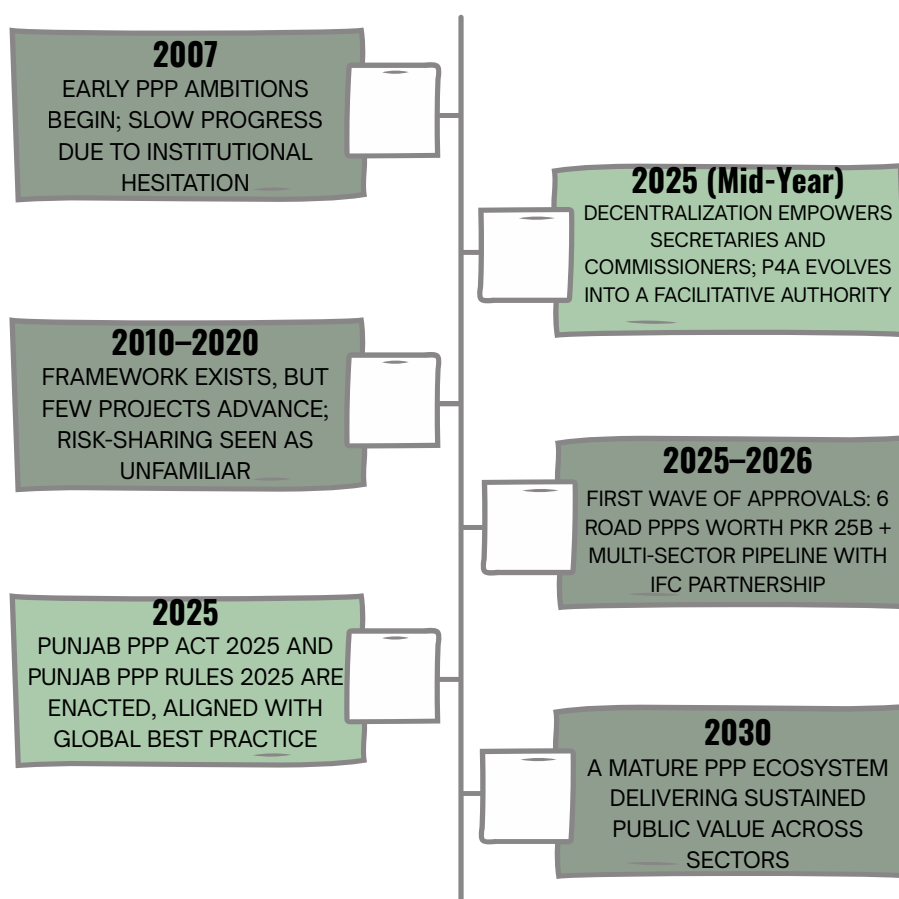 2007
EARLY PPP AMBITIONS
BEGIN; SLOW PROGRESS
DUE TO INSTITUTIONAL
HESITATION
2010–2020
FRAMEWORK EXISTS, BUT
FEW PROJECTS ADVANCE;
RISK-SHARING SEEN AS
UNFAMILIAR
2025
PUNJAB PPP ACT 2025 AND
PUNJAB PPP RULES 2025 ARE
ENACTED, ALIGNED WITH
GLOBAL BEST PRACTICE
2025 (Mid-Year)
DECENTRALIZATION EMPOWERS
SECRETARIES AND
COMMISSIONERS; P4A EVOLVES
INTO A FACILITATIVE AUTHORITY
2025–2026
FIRST WAVE OF APPROVALS: 6
ROAD PPPS WORTH PKR 25B +
MULTI-SECTOR PIPELINE WITH
IFC PARTNERSHIP
2030
A MATURE PPP ECOSYSTEM
DELIVERING SUSTAINED
PUBLIC VALUE ACROSS
SECTORS